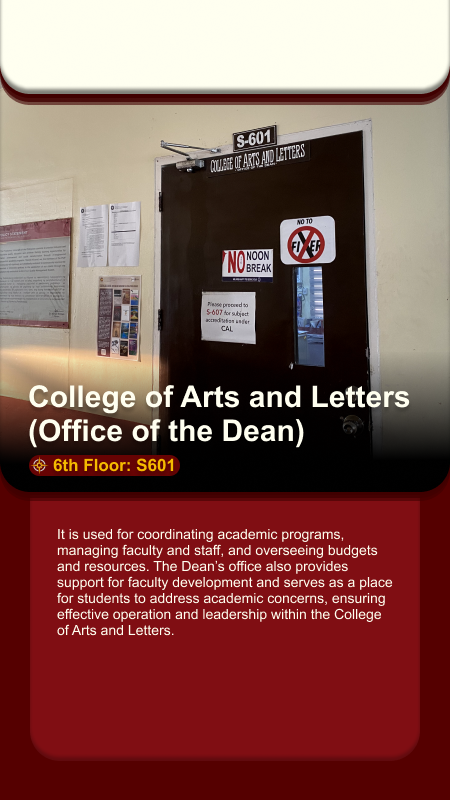 S-601
COLLEGE OF ARTS AND LETTERS
NO TO
FIXER
NO NOON
BREAK
Please proceed to
S-607 for subject
accreditation under
CAL
College of Arts and Letters
(Office of the Dean)
6th Floor: S601
It is used for coordinating academic programs,
managing faculty and staff, and overseeing budgets
and resources. The Dean's office also provides
support for faculty development and serves as a place
for students to address academic concerns, ensuring
effective operation and leadership within the College
of Arts and Letters.